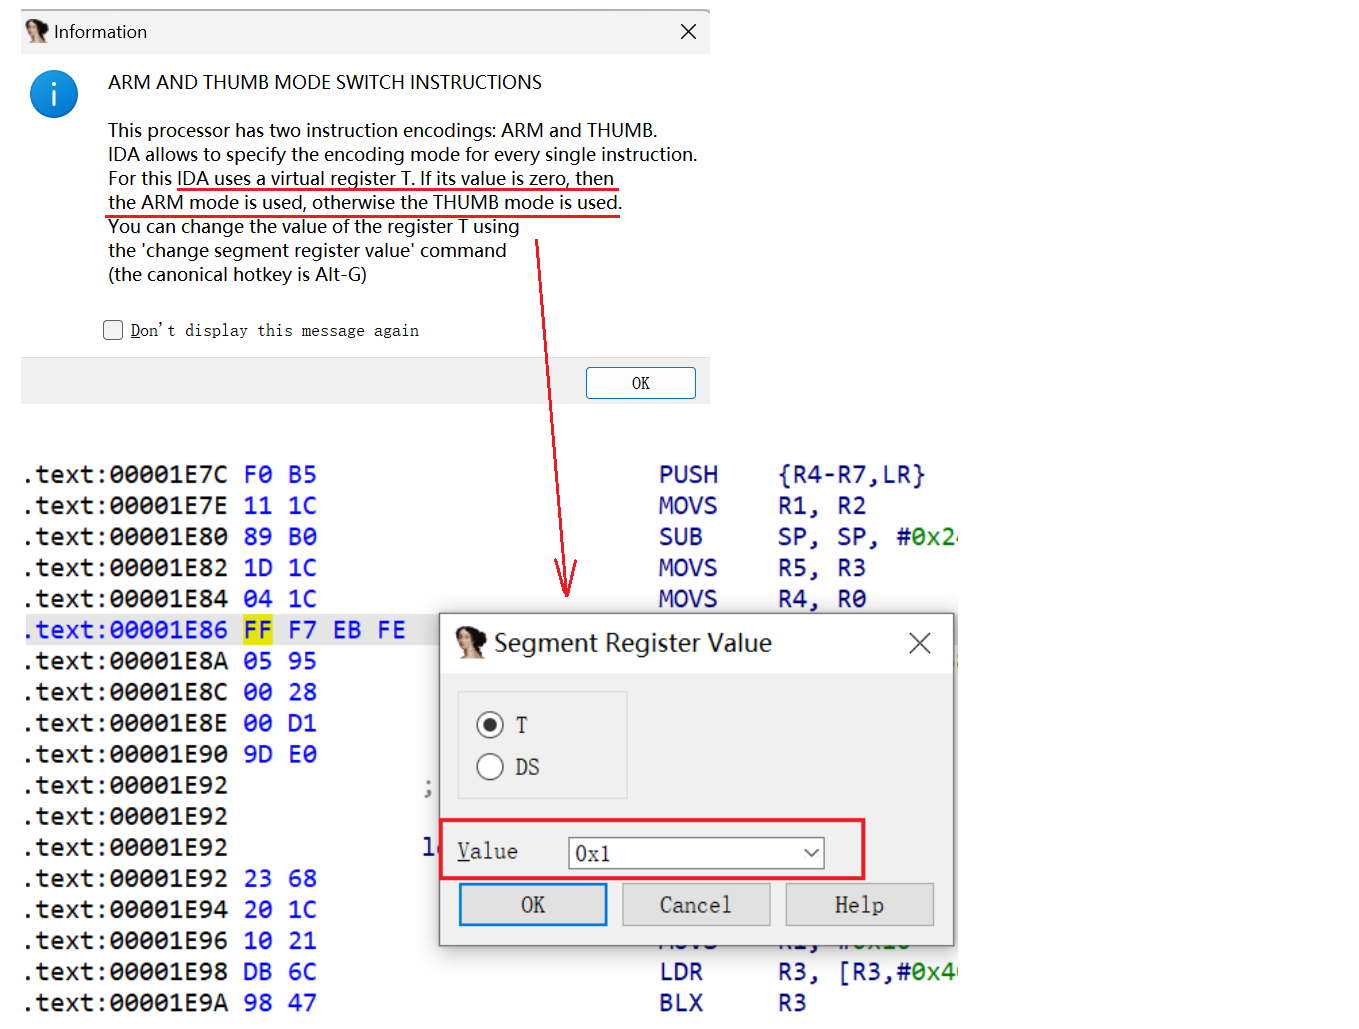 Information
ARM AND THUMB MODE SWITCH INSTRUCTIONS
This processor has two instruction encodings: ARM and THUMB.
IDA allows to specify the encoding mode for every single instruction.
For this IDA uses a virtual register T. If its value is zero, then
the ARM mode is used, otherwise the THUMB mode is used.
You can change the value of the register T using
the 'change segment register value' command
(the canonical hotkey is Alt-G)
Don't display this message again
OK
.text:00001E7C F0 B5 PUSH {R4-R7,LR}
.text:00001E7E 11 1C MOVS R1, R2
.text:00001E80 89 B0 SUB SP, SP, #0x24
.text:00001E82 1D 1C MOVS R5, R3
.text:00001E84 04 1C MOVS R4, R0
.text:00001E86 FF F7 EB FE
.text:00001E8A 05 95
.text:00001E8C 00 28
.text:00001E8E 00 D1
.text:00001E90 9D E0
.text:00001E92 ;
.text:00001E92
.text:00001E92
.text:00001E92 23 68
.text:00001E94 20 1C
.text:00001E96 10 21
.text:00001E98 DB 6C LDR R3, [R3,#0x4
.text:00001E9A 98 47 BLX R3
Segment Register Value
T
DS
Value 0x1
OK Cancel Help